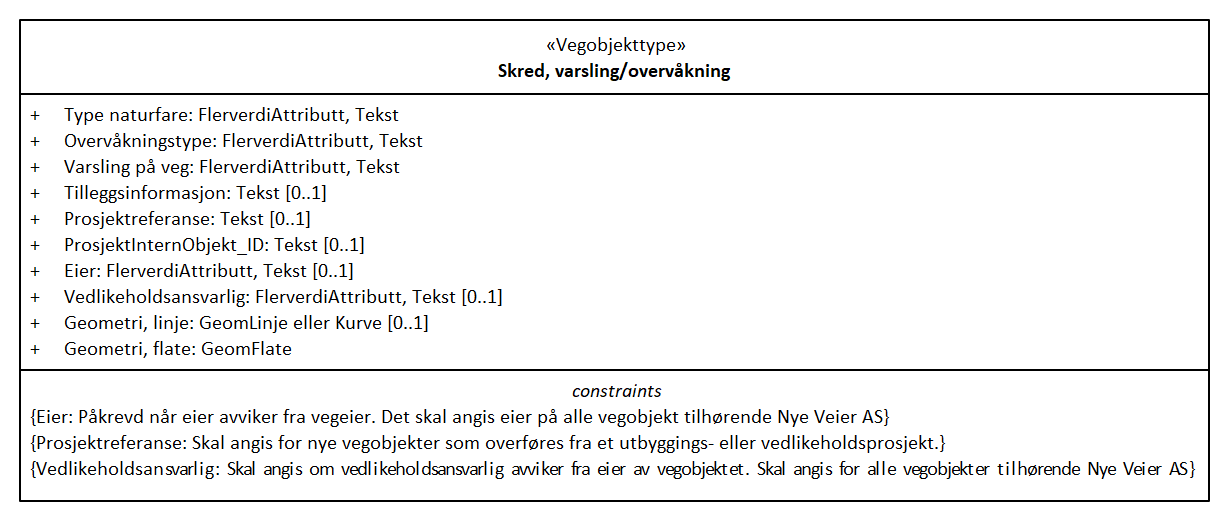 «Vegobjekttype»
Skred, varsling/overvåkning
+ Type naturfare: FlerverdiAttributt, Tekst
+ Overvåkningstype: FlerverdiAttributt, Tekst
+ Varsling på veg: FlerverdiAttributt, Tekst
+ Tilleggsinformasjon: Tekst [0..1]
+ Prosjektreferanse: Tekst [0..1]
+ ProsjektInternObjekt_ID: Tekst [0..1]
+ Eier: FlerverdiAttributt, Tekst [0..1]
+ Vedlikeholdsansvarlig: FlerverdiAttributt, Tekst [0..1]
+ Geometri, linje: GeomLinje eller Kurve [0..1]
+ Geometri, flate: GeomFlate
constraints
{Eier: Påkrevd når eier avviker fra vegeier. Det skal angis eier på alle vegobjekt tilhørende Nye Veier AS}
{Prosjektreferanse: Skal angis for nye vegobjekter som overføres fra et utbyggings- eller vedlikeholdsprosjekt.}
{Vedlikeholdsansvarlig: Skal angis om vedlikeholdsansvarlig avviker fra eier av vegobjektet. Skal angis for alle vegobjekter tilhørende Nye Veier AS}